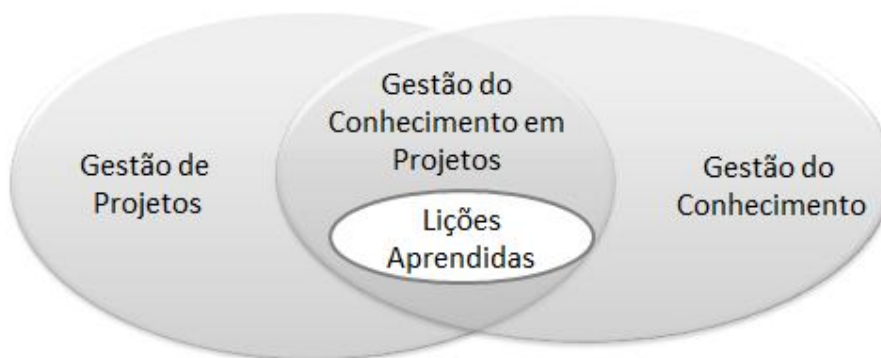 Gestão de
Projetos
Gestão do
Conhecimento em
Projetos
Lições
Aprendidas
Gestão do
Conhecimento